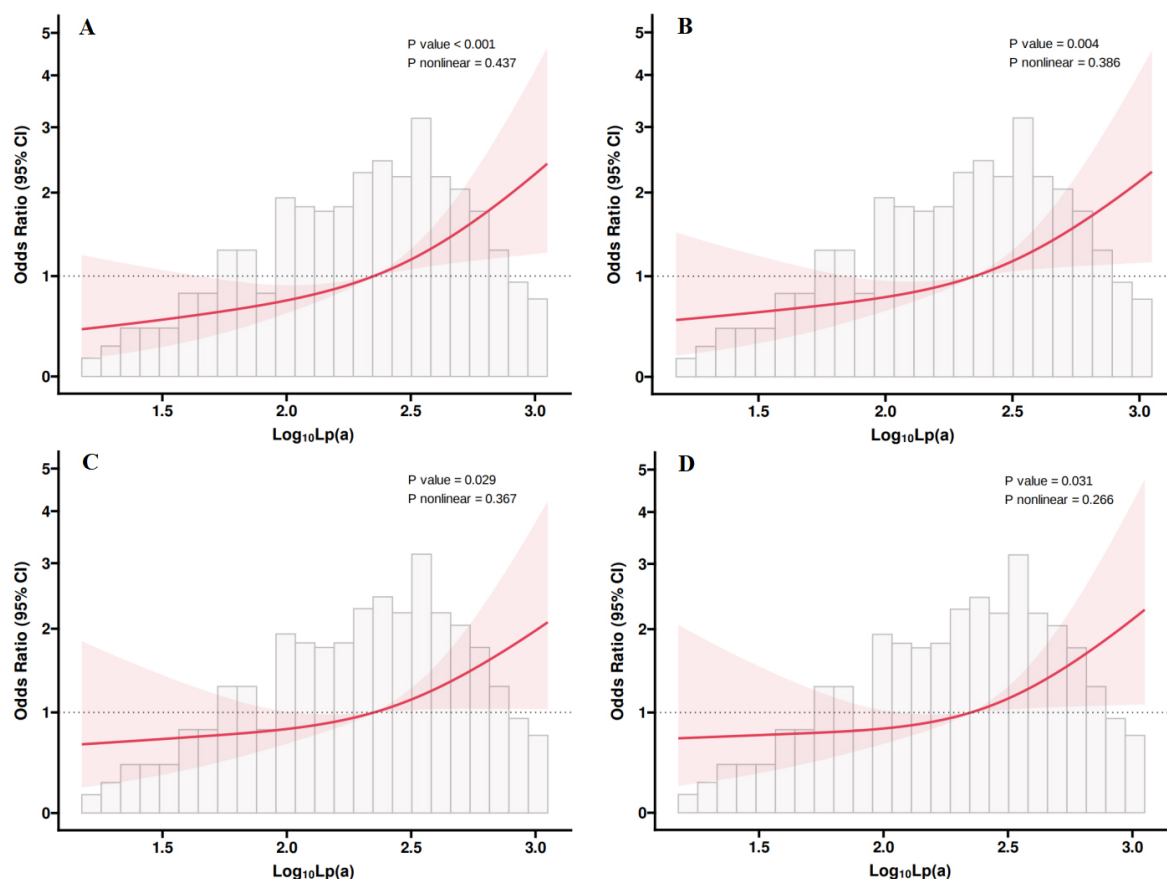 A
P value < 0.001
P nonlinear = 0.437
Odds Ratio (95% CI)
5
4
3
2
1
0
1.5 2.0 2.5 3.0
Log₁₀Lp(a)
B
P value = 0.004
P nonlinear = 0.386
Odds Ratio (95% CI)
5
4
3
2
1
0
1.5 2.0 2.5 3.0
Log₁₀Lp(a)
C
P value = 0.029
P nonlinear = 0.367
Odds Ratio (95% CI)
5
4
3
2
1
0
1.5 2.0 2.5 3.0
Log₁₀Lp(a)
D
P value = 0.031
P nonlinear = 0.266
Odds Ratio (95% CI)
5
4
3
2
1
0
1.5 2.0 2.5 3.0
Log₁₀Lp(a)